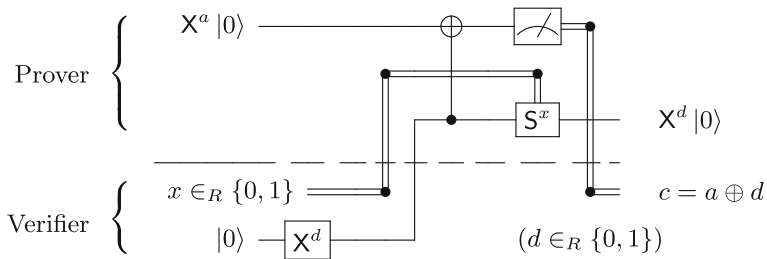 X^a |0⟩
Prover
S^x
X^d |0⟩
x ∈_R {0, 1}
c = a ⊕ d
Verifier
|0⟩
X^d
(d ∈_R {0, 1})